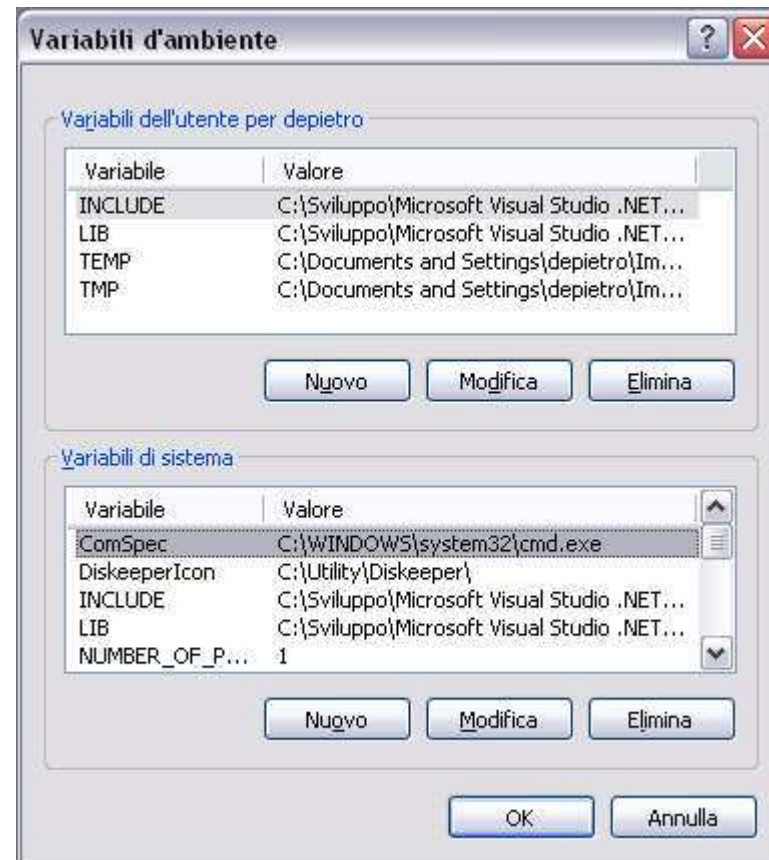 Variabili d'ambiente
Variabili dell'utente per depietro
Variabile Valore
INCLUDE C:\Sviluppo\Microsoft Visual Studio .NET...
LIB C:\Sviluppo\Microsoft Visual Studio .NET...
TEMP C:\Documents and Settings\depietro\Im...
TMP C:\Documents and Settings\depietro\Im...
Nuovo Modifica Elimina
Variabili di sistema
Variabile Valore
ComSpec C:\WINDOWS\system32\cmd.exe
DiskeeperIcon C:\Utility\Diskeeper\
INCLUDE C:\Sviluppo\Microsoft Visual Studio .NET...
LIB C:\Sviluppo\Microsoft Visual Studio .NET...
NUMBER_OF_P... 1
Nuovo Modifica Elimina
OK Annulla